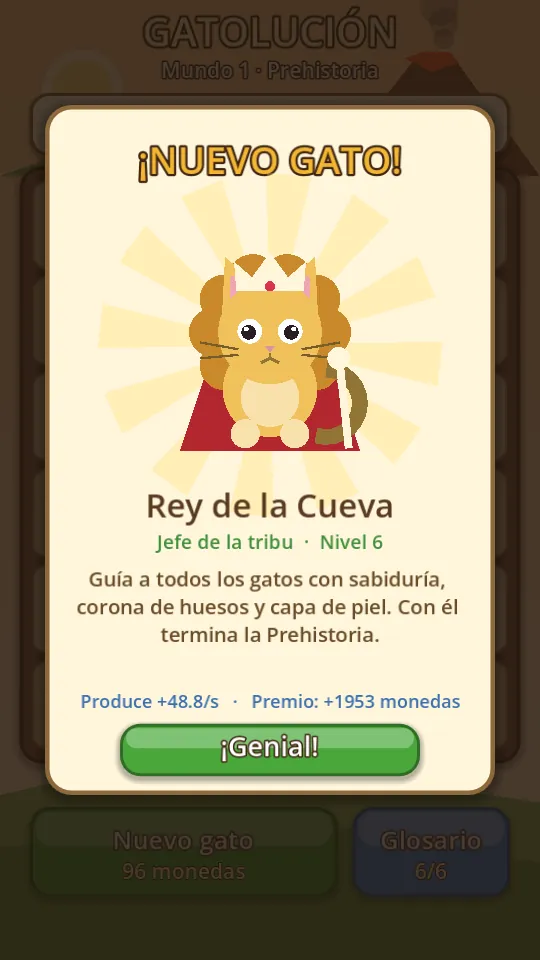 GATOLUCIÓN
Mundo 1 · Prehistoria
¡NUEVO GATO!
Rey de la Cueva
Jefe de la tribu · Nivel 6
Guía a todos los gatos con sabiduría,
corona de huesos y capa de piel. Con él
termina la Prehistoria.
Produce +48.8/s · Premio: +1953 monedas
¡Genial!
Nuevo gato
96 monedas
Glosario
6/6